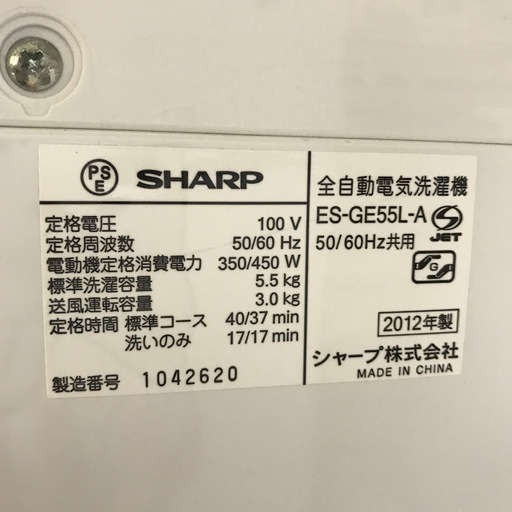 PSE SHARP
定格電圧 100 V
定格周波数 50/60 Hz
電動機定格消費電力 350/450 W
標準洗濯容量 5.5 kg
送風運転容量 3.0 kg
定格時間 標準コース 40/37 min
洗いのみ 17/17 min
製造番号 1042620
全自動電気洗濯機
ES-GE55L-A
50/60Hz共用
JET
2012年製
シャープ株式会社
MADE IN CHINA